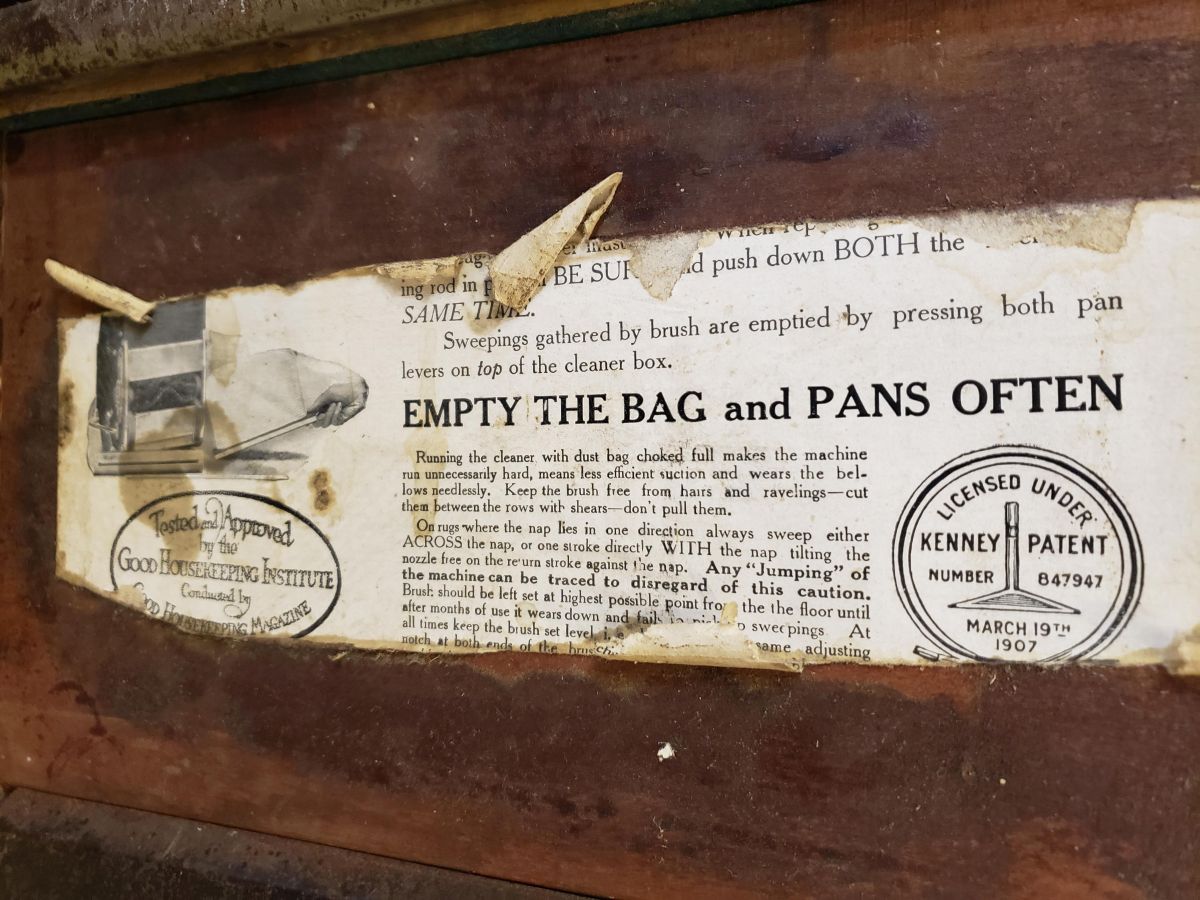 When
ing rod in BE push down BOTH the
SAME TIME.
Sweepings gathered by brush are emptied by pressing both pan
levers on top of the cleaner box.
EMPTY THE BAG and PANS OFTEN
Running the cleaner with dust bag choked full makes the machine
run unnecessarily hard, means less efficient suction and wears the bel-
lows needlessly. Keep the brush free from hairs and ravelings—cut
them between the rows with shears—don't pull them.
On rugs where the nap lies in one direction always sweep either
ACROSS the nap, or one stroke directly WITH the nap tilting the
nozzle free on the return stroke against the nap. Any "Jumping" of
the machine can be traced to disregard of this caution.
Brush should be left set at highest possible point from the the floor until
after months of use it wears down and fails sweepings. At
all times keep the brush set level,
notch at both ends of the same adjusting
Tested and Approved
by the
GOOD HOUSEKEEPING INSTITUTE
Conducted by
GOOD HOUSEKEEPING MAGAZINE
LICENSED UNDER
KENNEY PATENT
NUMBER 847947
MARCH 19TH
1907